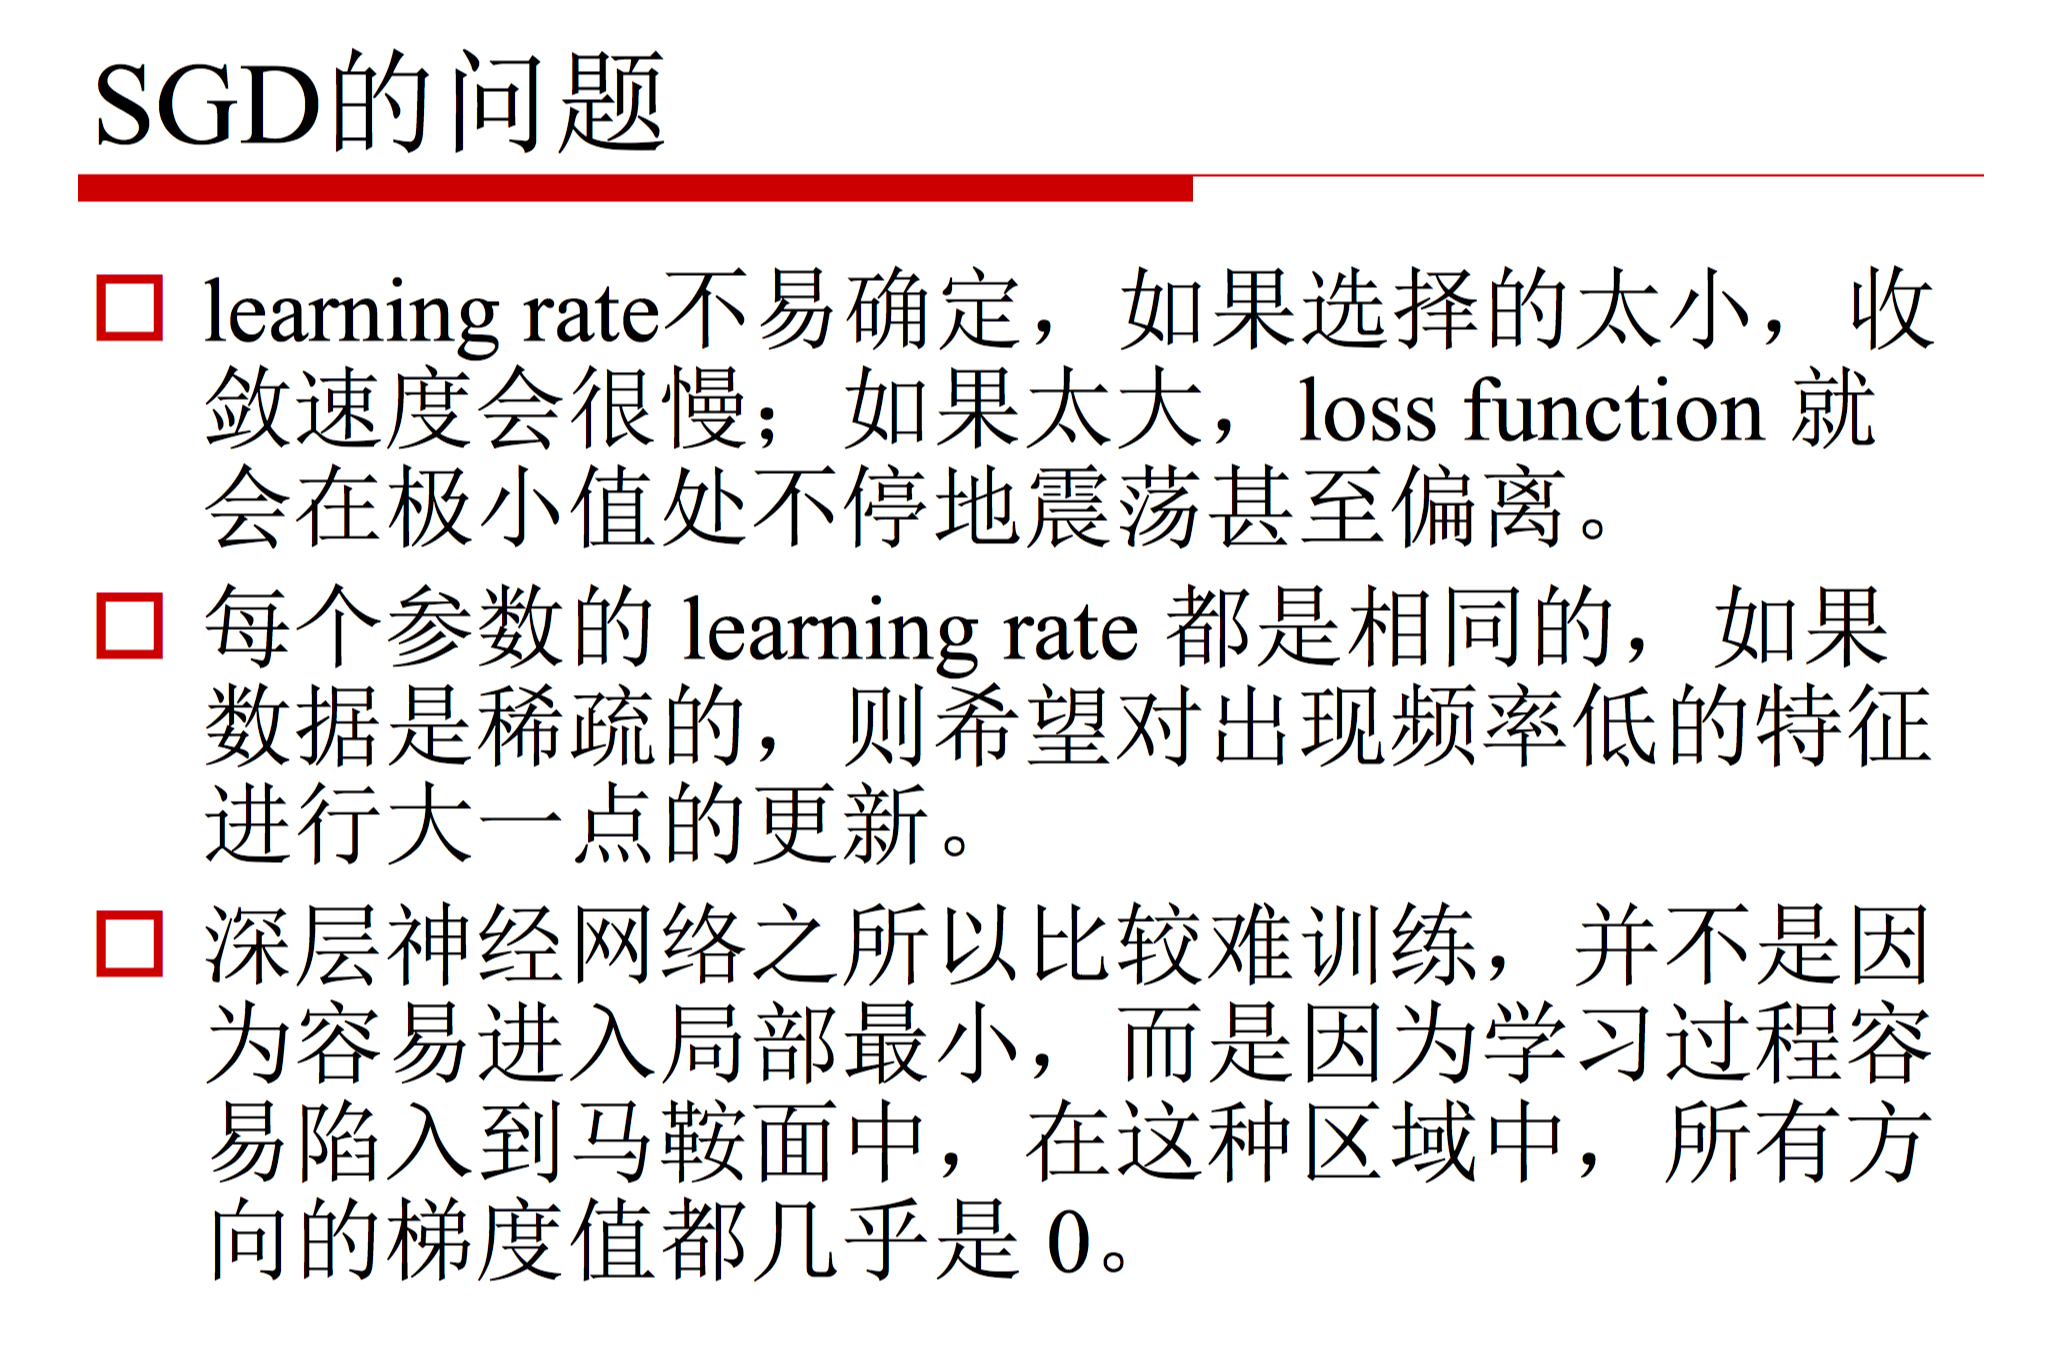 SGD的问题
learning rate不易确定，如果选择的太小，收
敛速度会很慢；如果太大，loss function 就
会在极小值处不停地震荡甚至偏离。
每个参数的 learning rate 都是相同的，如果
数据是稀疏的，则希望对出现频率低的特征
进行大一点的更新。
深层神经网络之所以比较难训练，并不是因
为容易进入局部最小，而是因为学习过程容
易陷入到马鞍面中，在这种区域中，所有方
向的梯度值都几乎是 0。